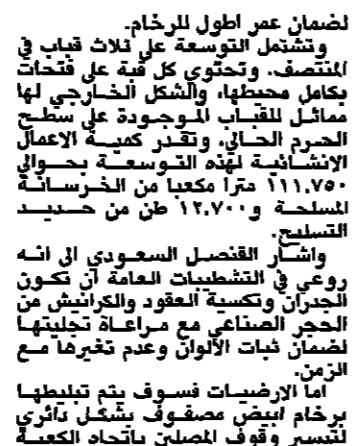 لضمان عمر اطول للرخام.
وتشتمل التوسعة على ثلاث قباب في
المنتصف. وتحتوي كل قبة على فتحات
بكامل محيطها، والشكل الخارجي لها
مماثل للقباب الموجودة على سطح
الحرم الحالي، وتقدر كمية الاعمال
الانشائية لهذه التوسعة بحوالي
١١١,٧٥٠ مترا مكعبا من الخرسانة
المسلحة و١٢,٧٠٠ طن من حديد
التسليح.
واشار القنصل السعودي الى انه
روعي في التشطيبات العامة ان تكون
الجدران وتكسية العقود والكرانيش من
الحجر الصناعي مع مراعاة تجليتها
لضمان ثبات الألوان وعدم تغيرها مع
الزمن.
اما الارضيات فسوف يتم تبليطها
برخام ابيض مصفوف بشكل دائري
لتيسير وقوف المصلين باتجاه الكعبة